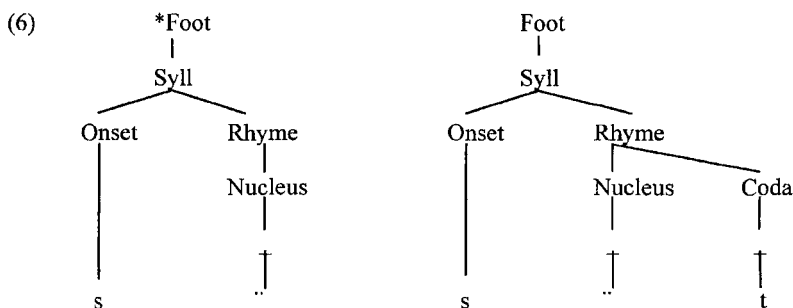 (6) *Foot Foot
Syll Syll
Onset Rhyme Onset Rhyme
Nucleus Nucleus Coda
† † †
s ¨ s ¨ t